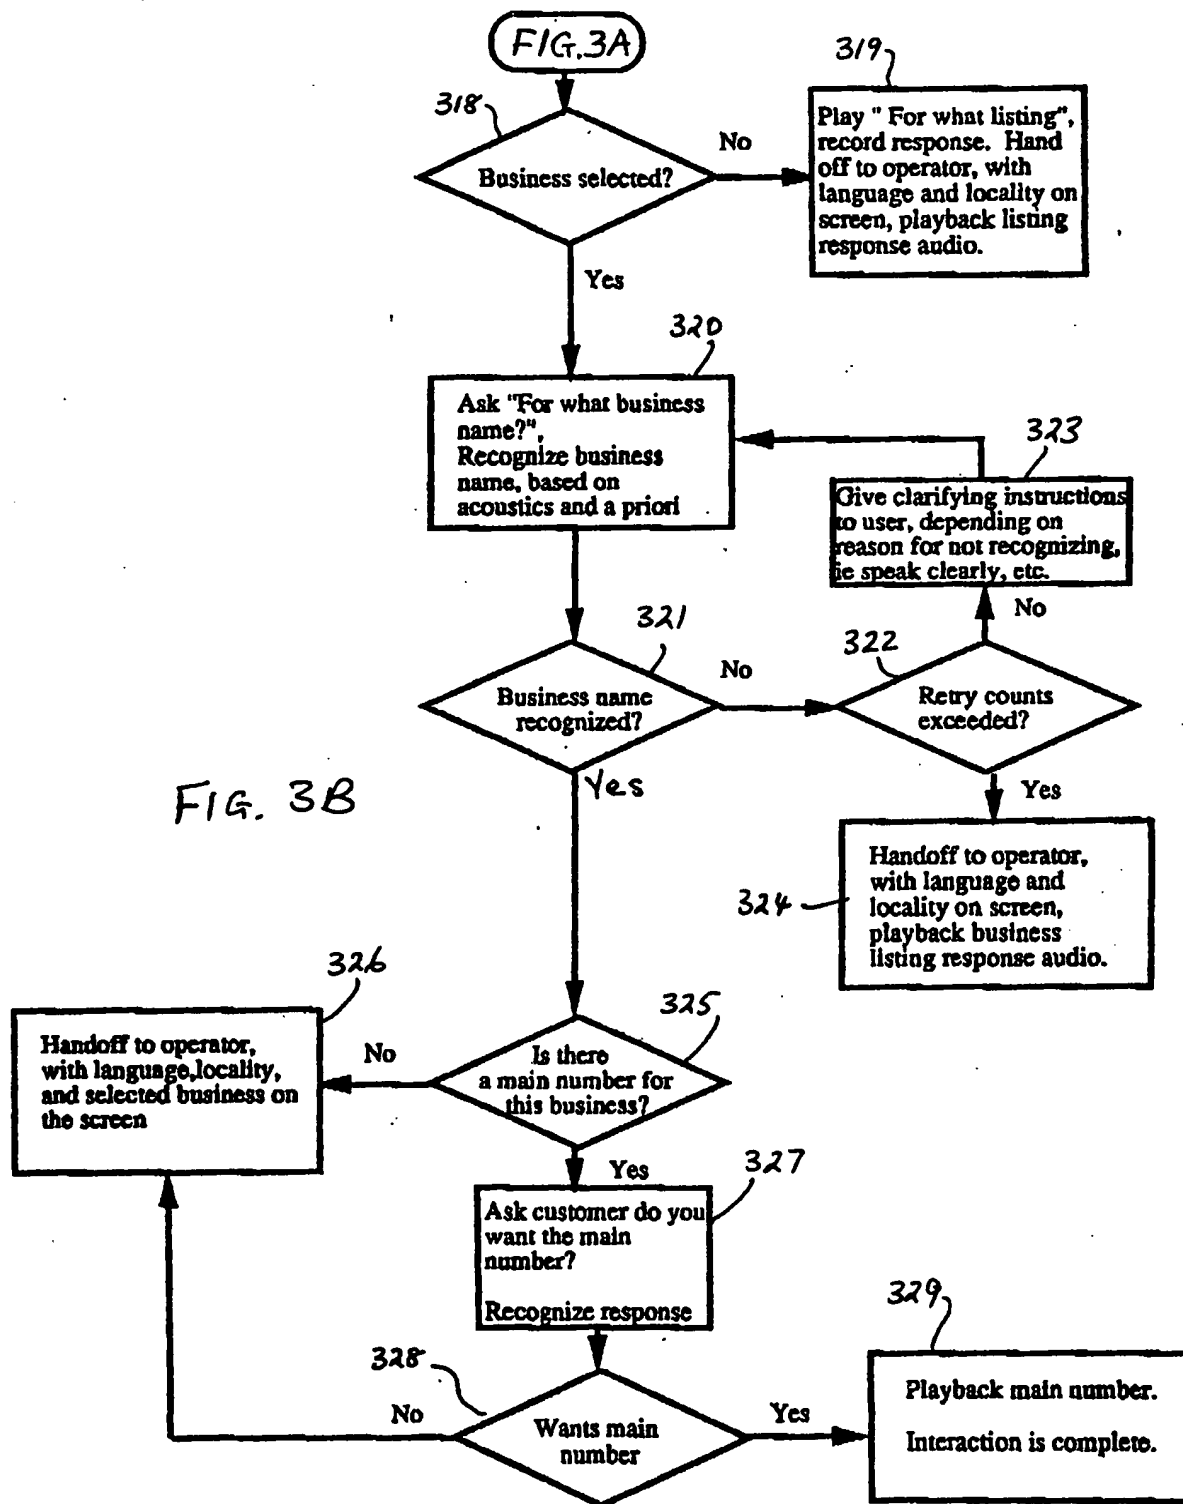 FIG.3A
318
Business selected?
No
319
Play " For what listing",
record response. Hand
off to operator, with
language and locality on
screen, playback listing
response audio.
Yes
320
Ask "For what business
name?",
Recognize business
name, based on
acoustics and a priori
323
Give clarifying instructions
to user, depending on
reason for not recognizing,
ie speak clearly, etc.
No
321
Business name
recognized?
No
322
Retry counts
exceeded?
Yes
FIG. 3B
Yes
324
Handoff to operator,
with language and
locality on screen,
playback business
listing response audio.
326
Handoff to operator,
with language,locality,
and selected business on
the screen
No
325
Is there
a main number for
this business?
Yes
327
Ask customer do you
want the main
number?
Recognize response
328
No
Wants main
number
Yes
329
Playback main number.
Interaction is complete.